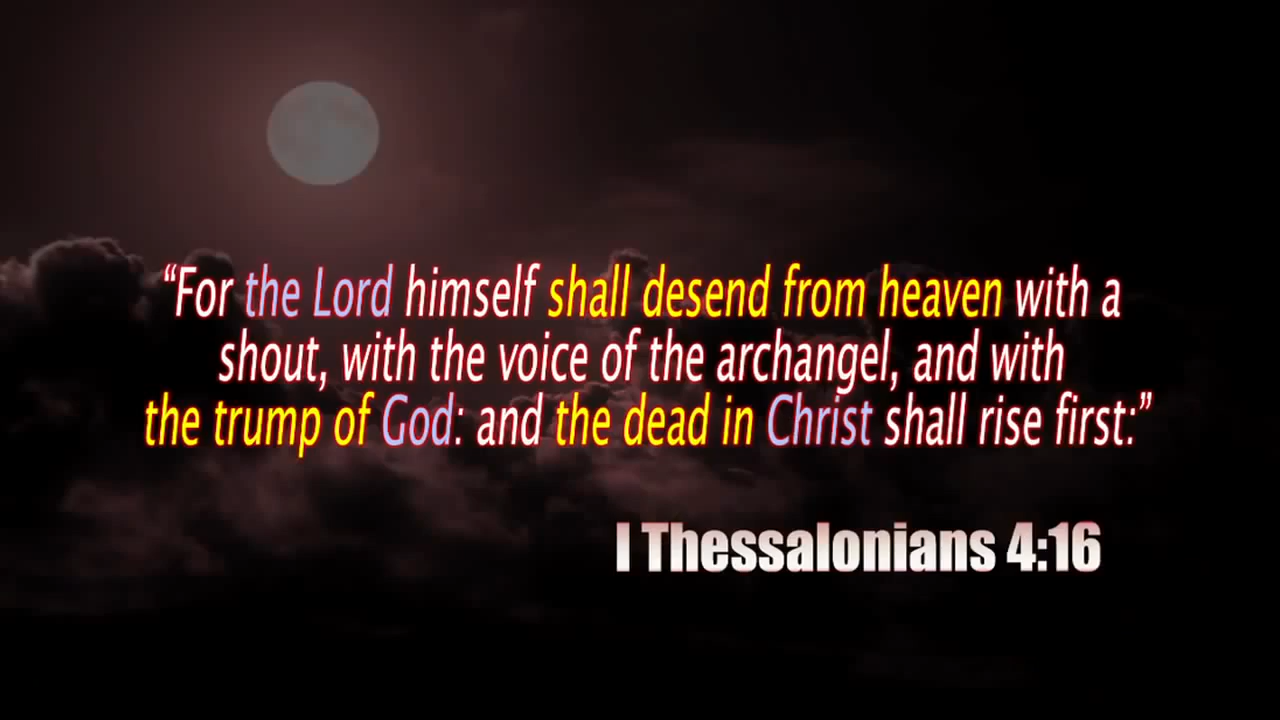 “For the Lord himself shall desend from heaven with a
shout, with the voice of the archangel, and with
the trump of God: and the dead in Christ shall rise first:”
I Thessalonians 4:16